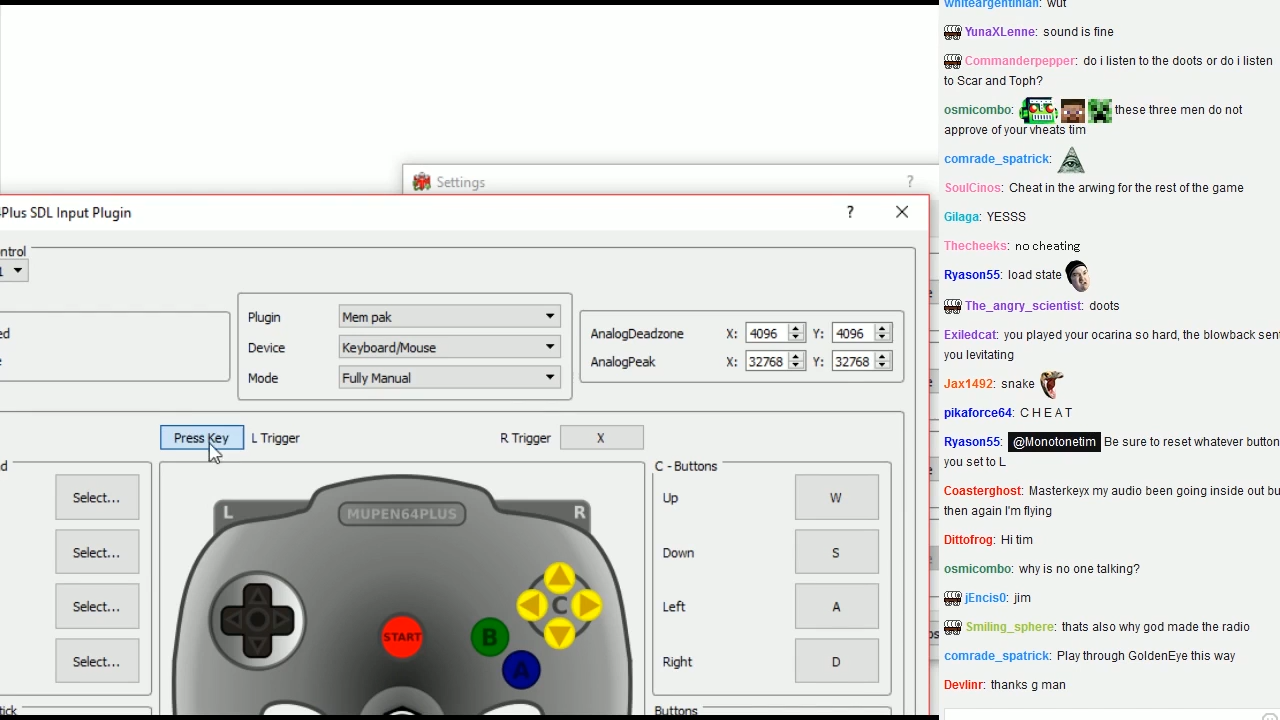 Settings
?
4Plus SDL Input Plugin
?
ntrol
1
Plugin
Mem pak
Device
Keyboard/Mouse
Mode
Fully Manual
AnalogDeadzone
X: 4096 Y: 4096
AnalogPeak
X: 32768 Y: 32768
ed
Press Key
L Trigger
R Trigger
X
d
Select...
Select...
Select...
Select...
L
R
MUPEN64PLUS
START
B
A
C
C - Buttons
Up
W
Down
S
Left
A
Right
D
Buttons
tick
whiteargentinian: wut
YunaXLenne: sound is fine
Commanderpepper: do i listen to the doots or do i listen
to Scar and Toph?
osmicombo: these three men do not
approve of your vheats tim
comrade_spatrick:
SoulCinos: Cheat in the arwing for the rest of the game
Gilaga: YESSS
Thecheeks: no cheating
Ryason55: load state
The_angry_scientist: doots
Exiledcat: you played your ocarina so hard, the blowback sent
you levitating
Jax1492: snake
pikaforce64: C H E A T
Ryason55: @Monotonetim Be sure to reset whatever button
you set to L
Coasterghost: Masterkeyx my audio been going inside out bu
then again I'm flying
Dittofrog: Hi tim
osmicombo: why is no one talking?
jEncis0: jim
Smiling_sphere: thats also why god made the radio
comrade_spatrick: Play through GoldenEye this way
Devlinr: thanks g man